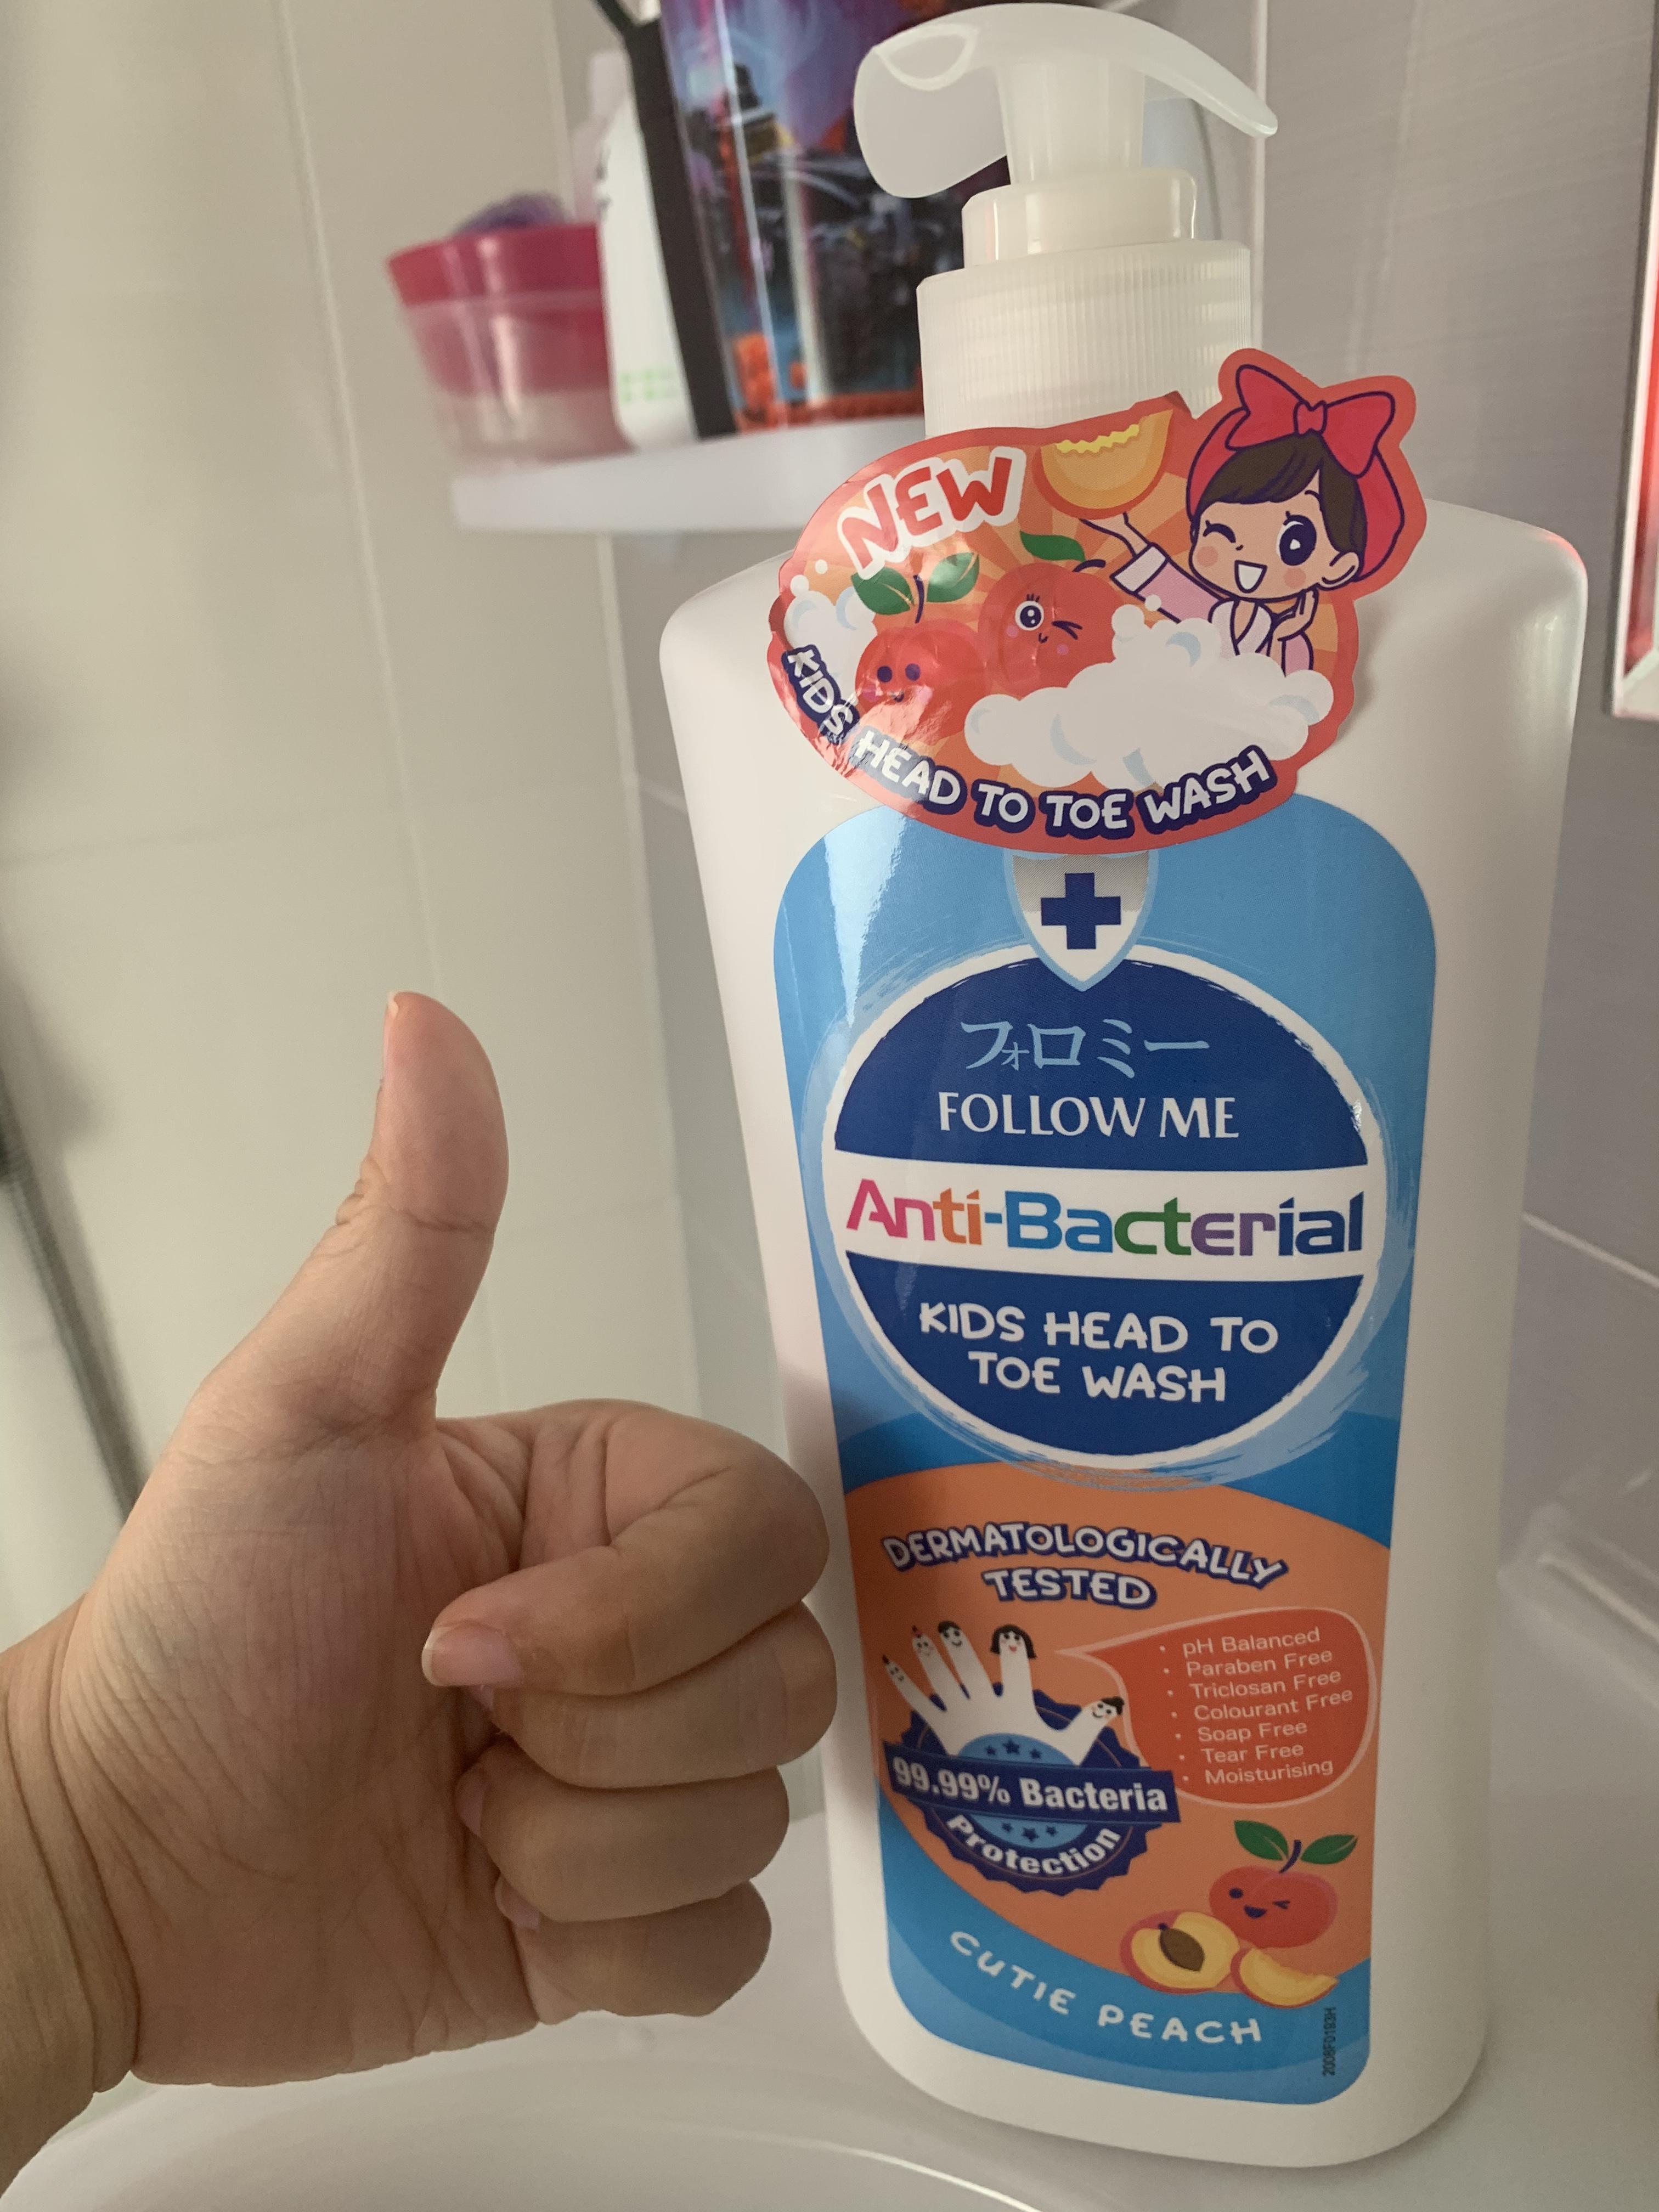 NEW
KIDS HEAD TO TOE WASH
フォロミー
FOLLOW ME
Anti-Bacterial
KIDS HEAD TO
TOE WASH
DERMATOLOGICALLY
TESTED
• pH Balanced
• Paraben Free
• Triclosan Free
• Colourant Free
• Soap Free
• Tear Free
• Moisturising
99.99% Bacteria
Protection
CUTIE PEACH
2008F0193H